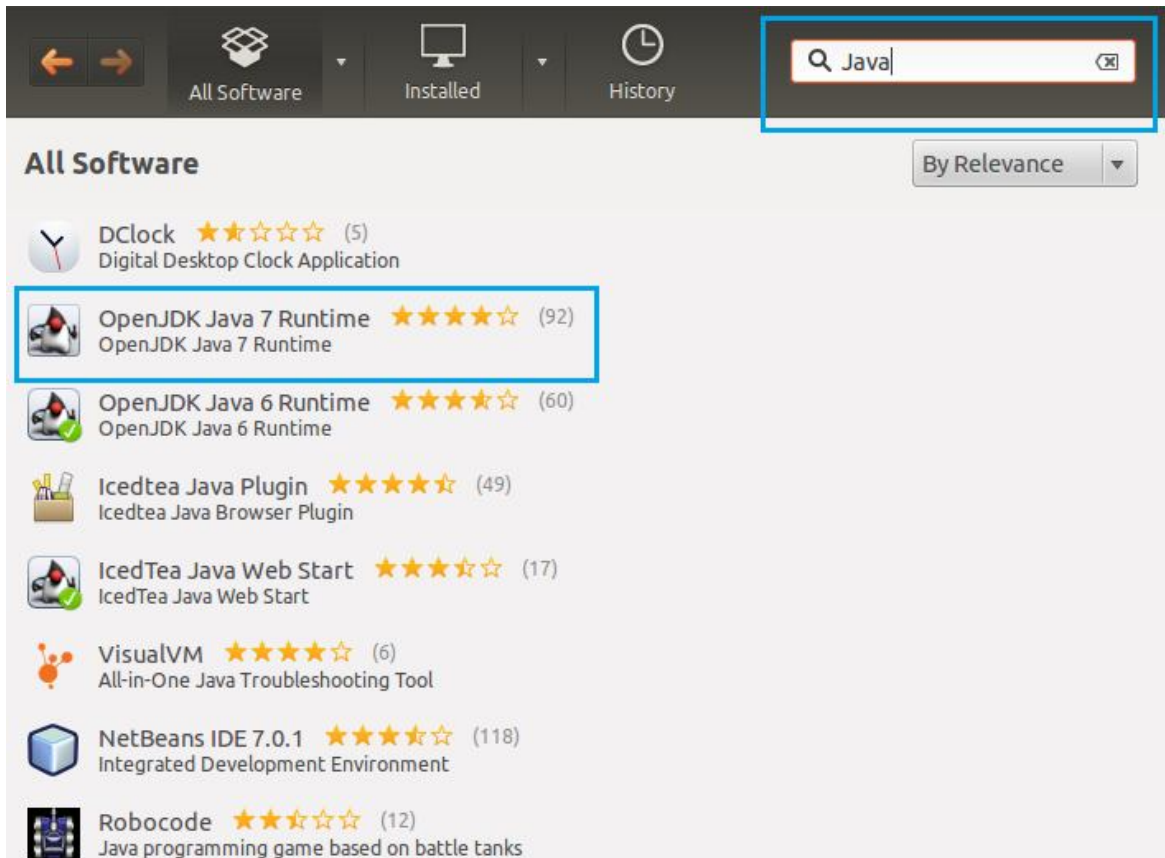 All Software
Installed
History
Java
All Software
By Relevance
DClock (5)
Digital Desktop Clock Application
OpenJDK Java 7 Runtime (92)
OpenJDK Java 7 Runtime
OpenJDK Java 6 Runtime (60)
OpenJDK Java 6 Runtime
Icedtea Java Plugin (49)
Icedtea Java Browser Plugin
IcedTea Java Web Start (17)
IcedTea Java Web Start
VisualVM (6)
All-in-One Java Troubleshooting Tool
NetBeans IDE 7.0.1 (118)
Integrated Development Environment
Robocode (12)
Java programming game based on battle tanks